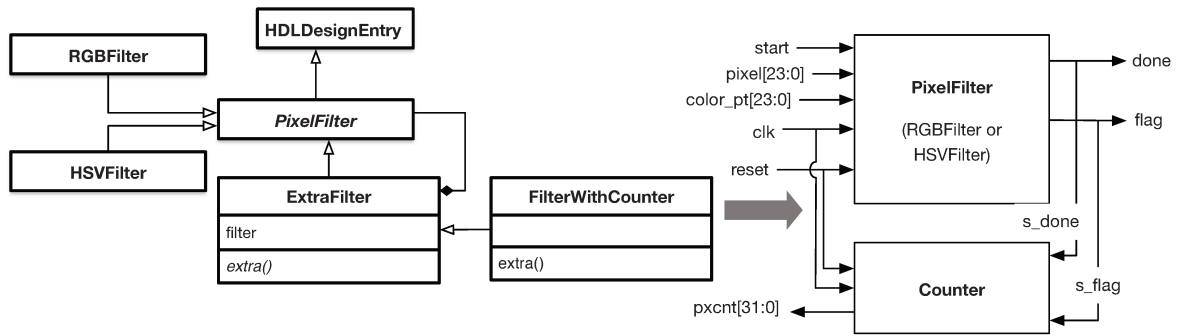 HDLDesignEntry
RGBFilter
PixelFilter
HSVFilter
ExtraFilter
filter
extra()
FilterWithCounter
extra()
start
pixel[23:0]
color_pt[23:0]
clk
reset
PixelFilter
(RGBFilter or
HSVFilter)
done
flag
s_done
s_flag
Counter
pxcnt[31:0]